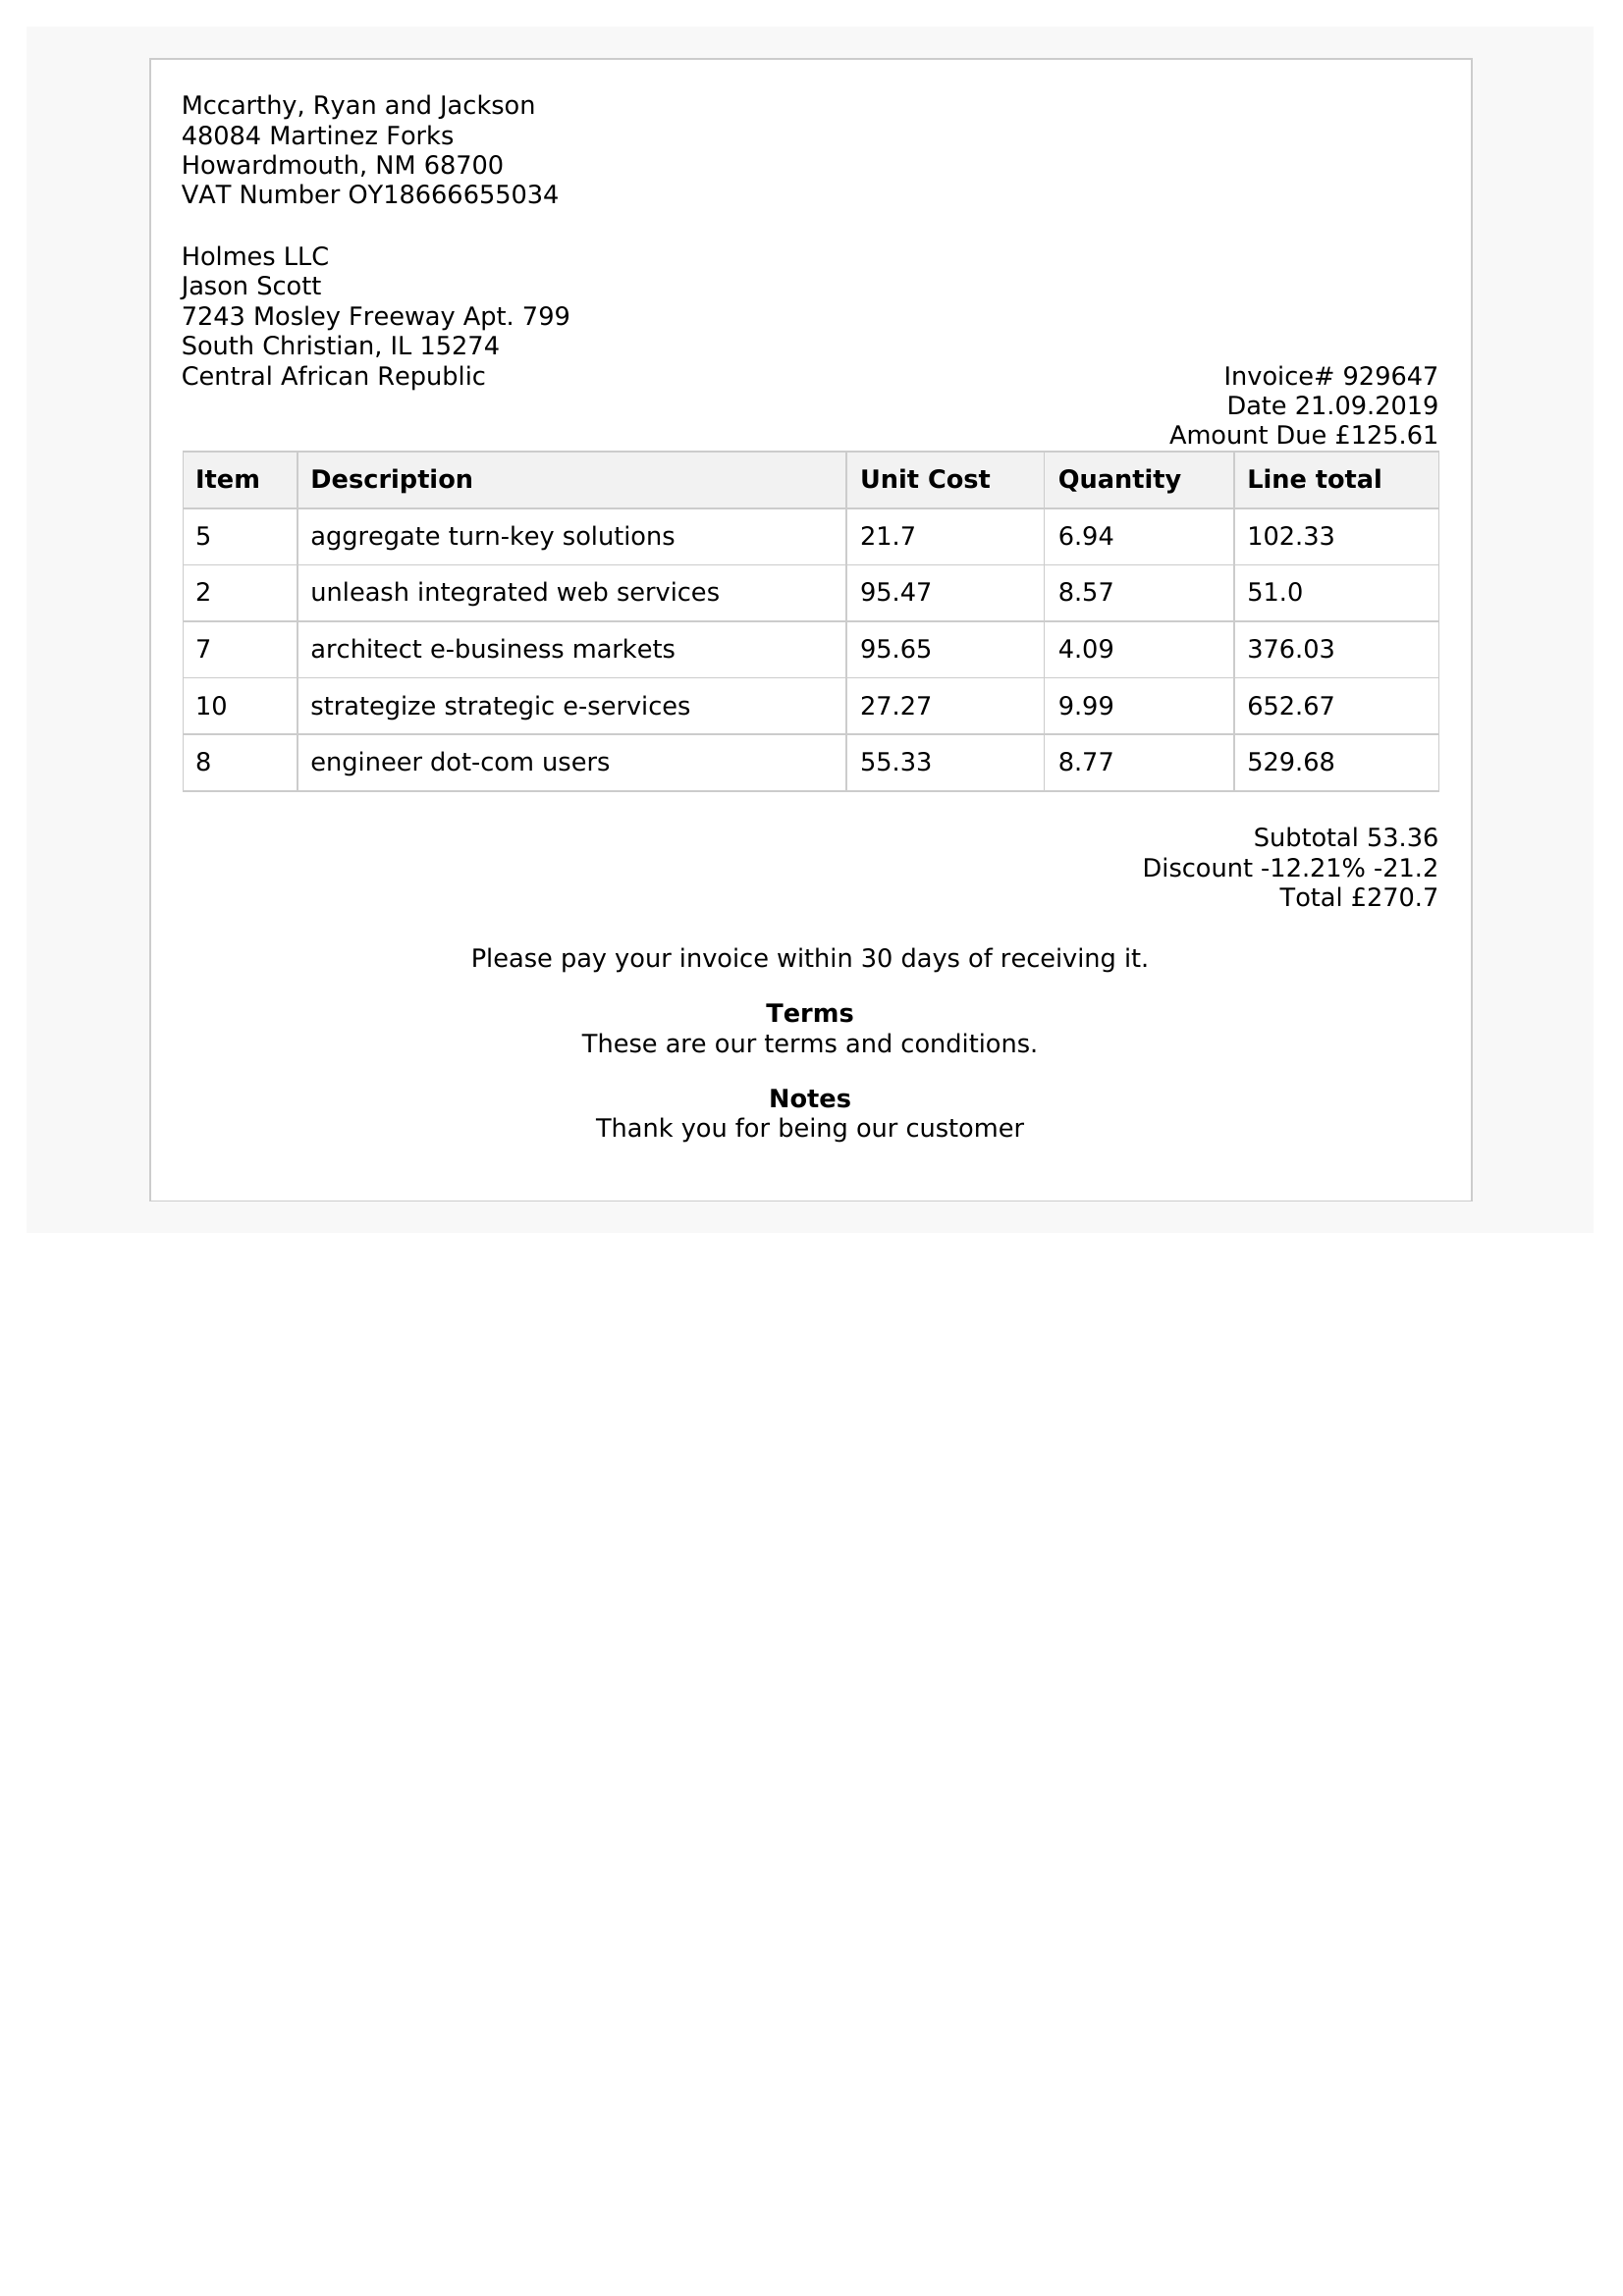 Mccarthy, Ryan and Jackson
48084 Martinez Forks
Howardmouth, NM 68700
VAT Number OY18666655034
Holmes LLC
Jason Scott
7243 Mosley Freeway Apt. 799
South Christian, IL 15274
Central African Republic
Invoice# 929647
Date 21.09.2019
Amount Due £125.61
Item Description Unit Cost Quantity Line total
5 aggregate turn-key solutions 21.7 6.94 102.33
2 unleash integrated web services 95.47 8.57 51.0
7 architect e-business markets 95.65 4.09 376.03
10 strategize strategic e-services 27.27 9.99 652.67
8 engineer dot-com users 55.33 8.77 529.68
Subtotal 53.36
Discount -12.21% -21.2
Total £270.7
Please pay your invoice within 30 days of receiving it.
Terms
These are our terms and conditions.
Notes
Thank you for being our customer